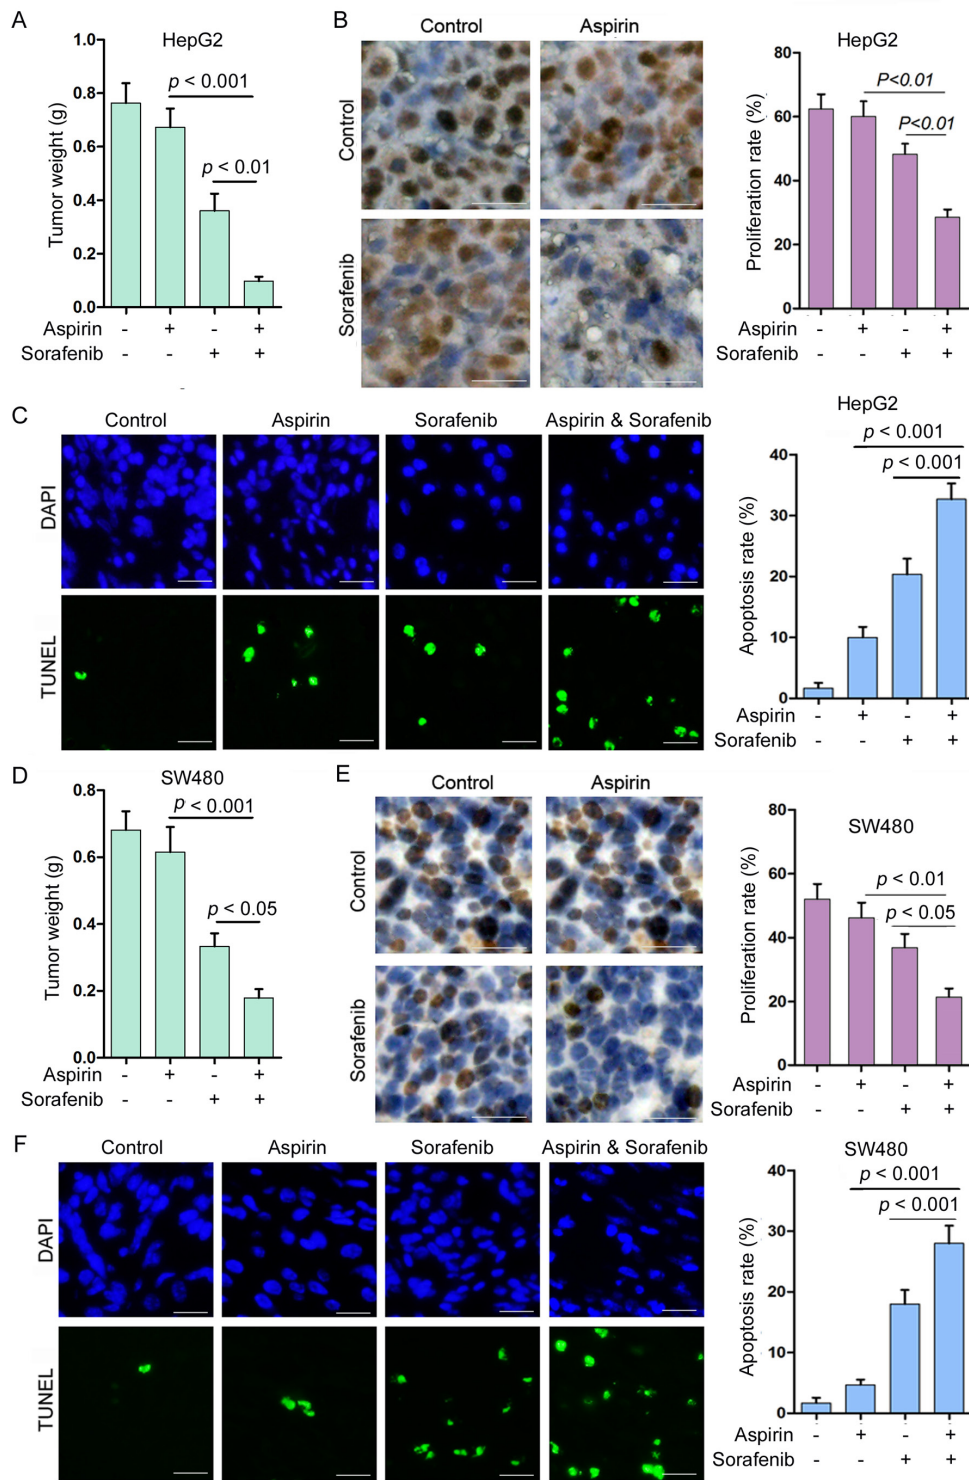 A
HepG2
Tumor weight (g)
1.0
0.8
0.6
0.4
0.2
0.0
p < 0.001
p < 0.01
Aspirin - + - +
Sorafenib - - + +
B
Control Aspirin
Control
Sorafenib
HepG2
Proliferation rate (%)
80
60
40
20
0
P<0.01
P<0.01
Aspirin - + - +
Sorafenib - - + +
C
Control Aspirin Sorafenib Aspirin & Sorafenib
DAPI
TUNEL
HepG2
Apoptosis rate (%)
40
30
20
10
0
p < 0.001
p < 0.001
Aspirin - + - +
Sorafenib - - + +
D
SW480
Tumor weight (g)
0.8
0.6
0.4
0.2
0.0
p < 0.001
p < 0.05
Aspirin - + - +
Sorafenib - - + +
E
Control Aspirin
Control
Sorafenib
SW480
Proliferation rate (%)
80
60
40
20
0
p < 0.01
p < 0.05
Aspirin - + - +
Sorafenib - - + +
F
Control Aspirin Sorafenib Aspirin & Sorafenib
DAPI
TUNEL
SW480
Apoptosis rate (%)
40
30
20
10
0
p < 0.001
p < 0.001
Aspirin - + - +
Sorafenib - - + +